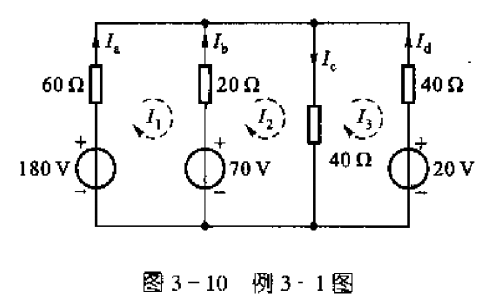 Ia Ib Ic Id
60 Ω 20 Ω 40 Ω
I1 I2 I3
40 Ω
+ + +
180 V 70 V 20 V
− − −
图 3-10 例 3-1图